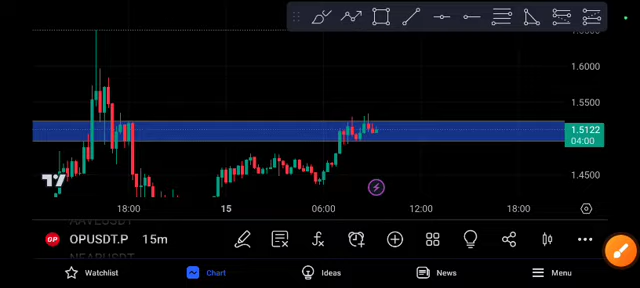 1.6000
1.5500
1.5122
04:00
1.4500
18:00 15 06:00 12:00 18:00
OPUSDT.P 15m
NEARUSDT
Watchlist Chart Ideas News Menu